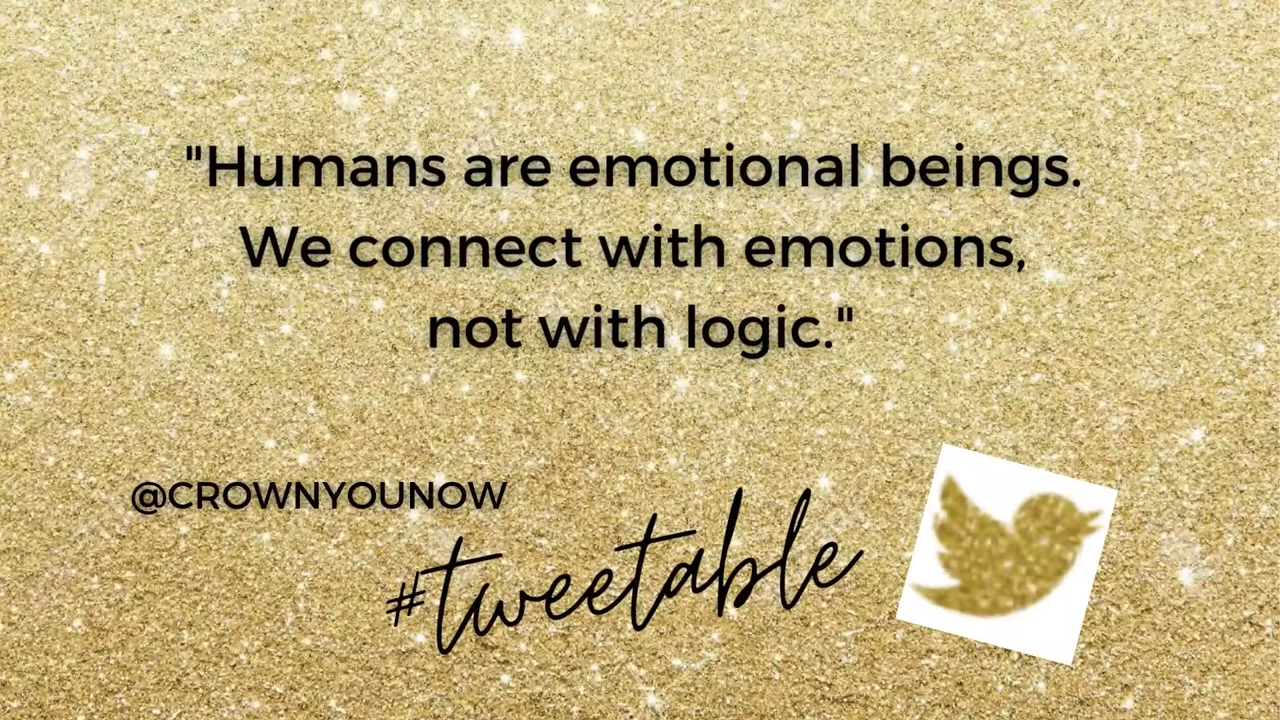 "Humans are emotional beings.
We connect with emotions,
not with logic."
@CROWNYOUNOW
#tweetable